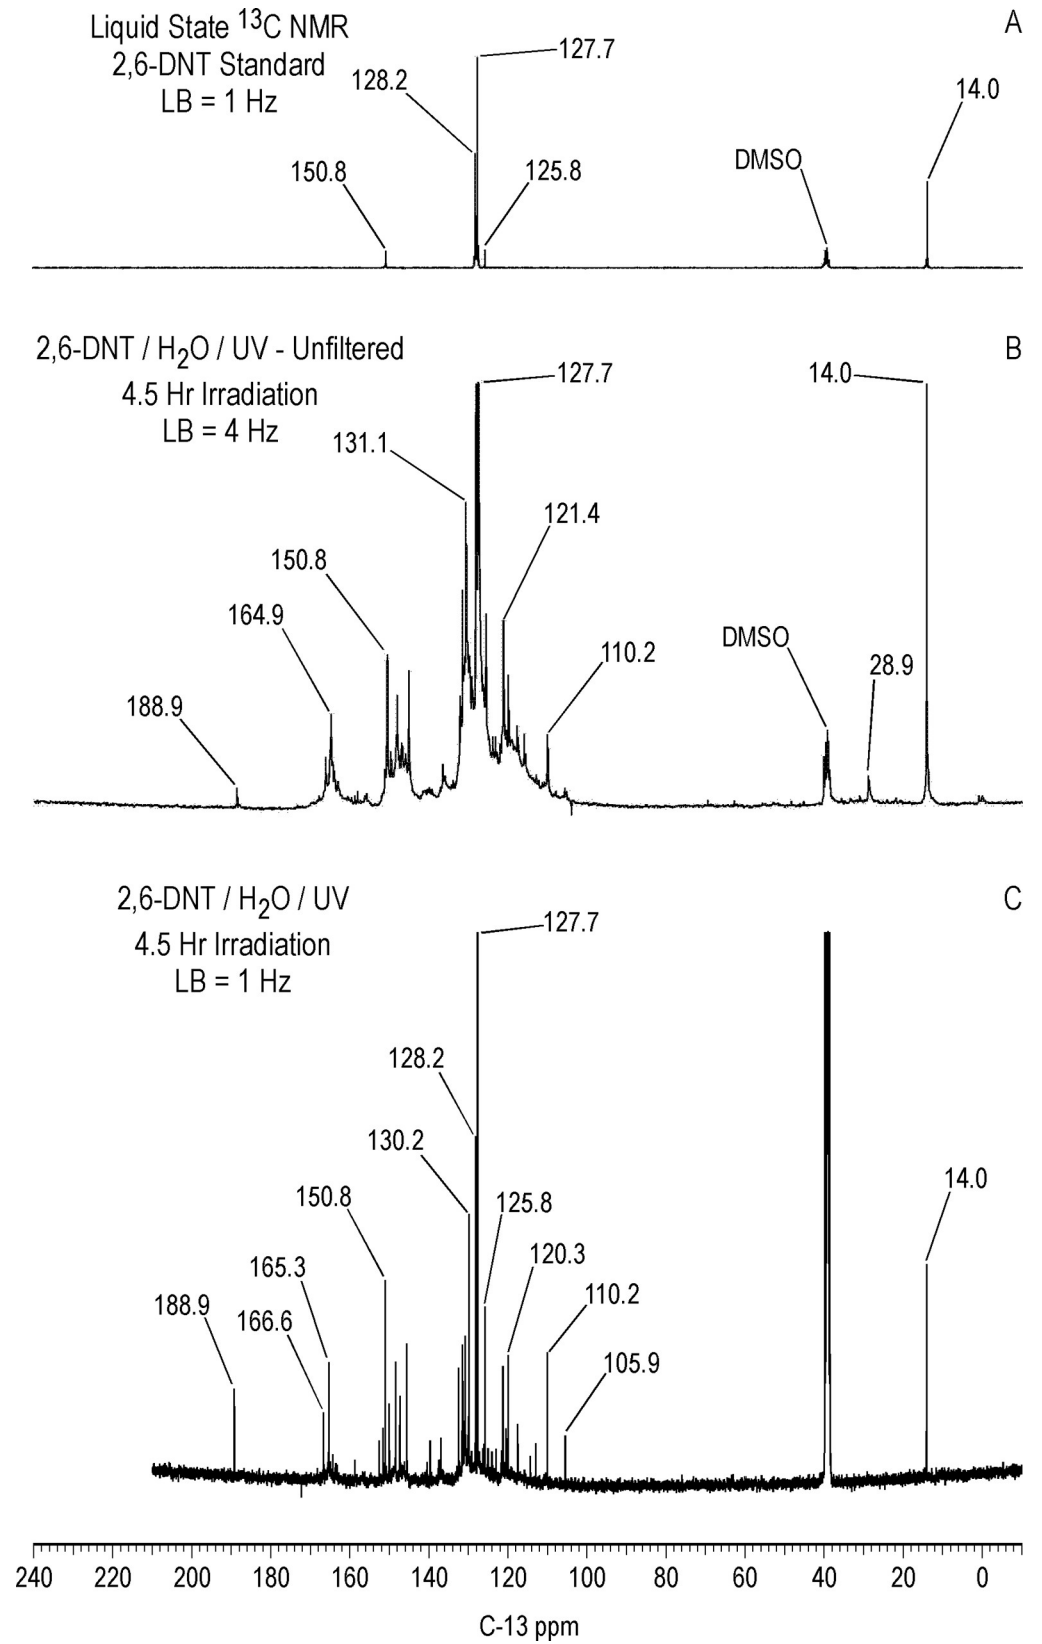 Liquid State ¹³C NMR
2,6-DNT Standard
LB = 1 Hz
A
127.7
128.2
14.0
DMSO
150.8
125.8
2,6-DNT / H₂O / UV - Unfiltered
4.5 Hr Irradiation
LB = 4 Hz
B
127.7
14.0
131.1
121.4
150.8
164.9
DMSO
110.2
28.9
188.9
2,6-DNT / H₂O / UV
4.5 Hr Irradiation
LB = 1 Hz
C
127.7
128.2
130.2
14.0
150.8
125.8
120.3
165.3
110.2
188.9
166.6
105.9
240 220 200 180 160 140 120 100 80 60 40 20 0
C-13 ppm